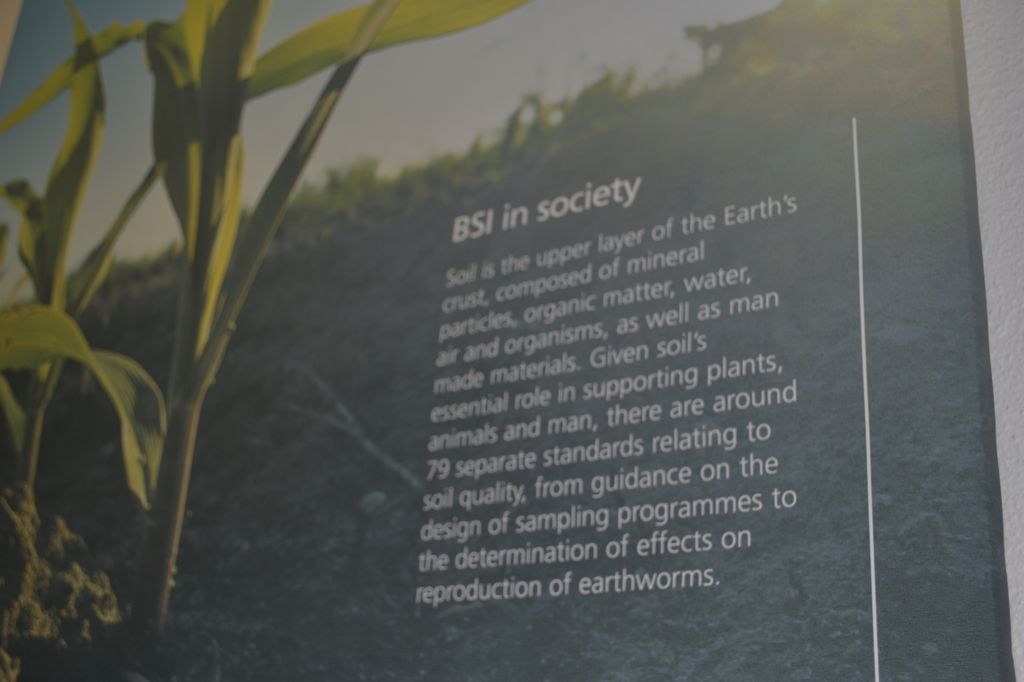 BSI in society
Soil is the upper layer of the Earth's
crust, composed of mineral
particles, organic matter, water,
air and organisms, as well as man
made materials. Given soil's
essential role in supporting plants,
animals and man, there are around
79 separate standards relating to
soil quality, from guidance on the
design of sampling programmes to
the determination of effects on
reproduction of earthworms.